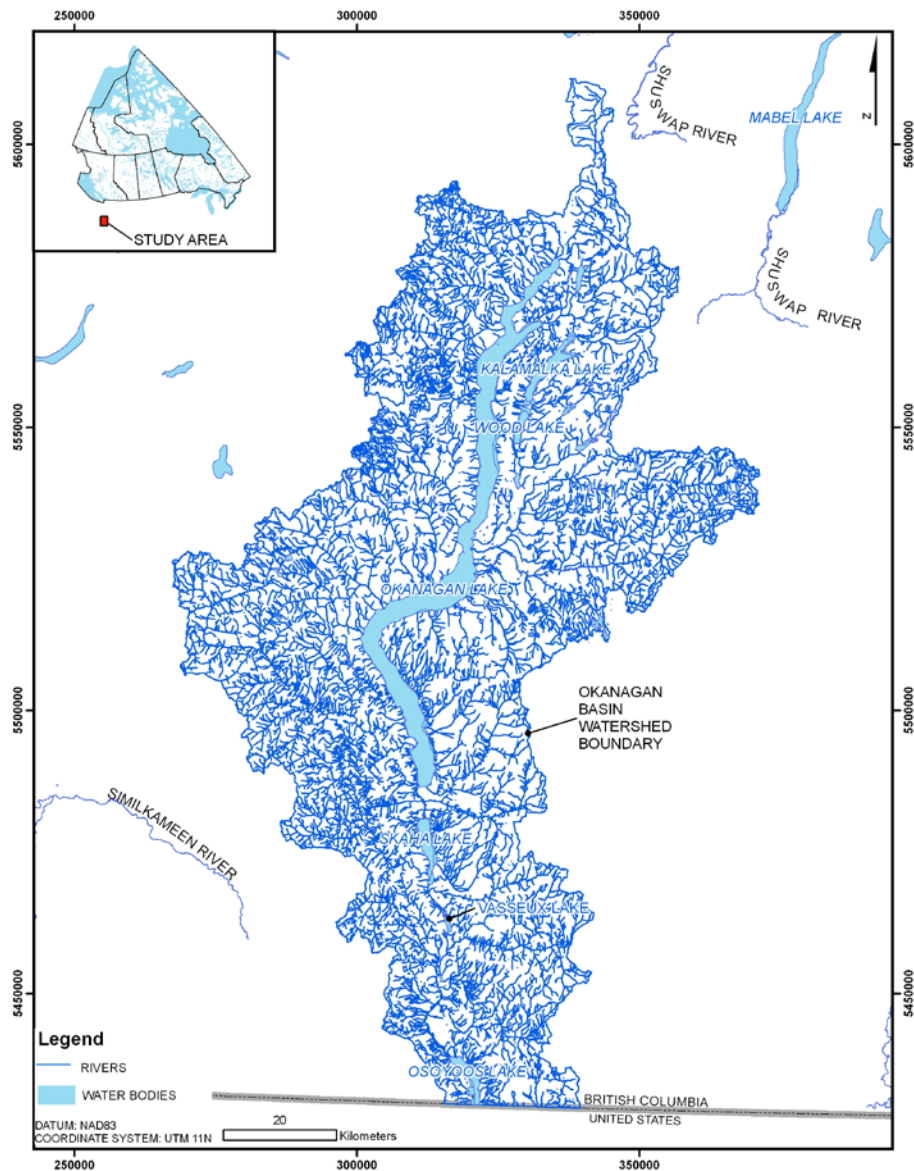 250000
300000
350000
STUDY AREA
N
SHUSWAP RIVER
MABEL LAKE
5600000
5600000
SHUSWAP RIVER
KALAMALKA LAKE
5550000
WOOD LAKE
5550000
OKANAGAN LAKE
OKANAGAN
BASIN
WATERSHED
BOUNDARY
5500000
5500000
SIMILKAMEEN RIVER
SKAHA LAKE
VASSEUX LAKE
5450000
5450000
Legend
RIVERS
WATER BODIES
OSOYOOS LAKE
BRITISH COLUMBIA
UNITED STATES
DATUM: NAD83
COORDINATE SYSTEM: UTM 11N
20
Kilometers
250000
300000
350000